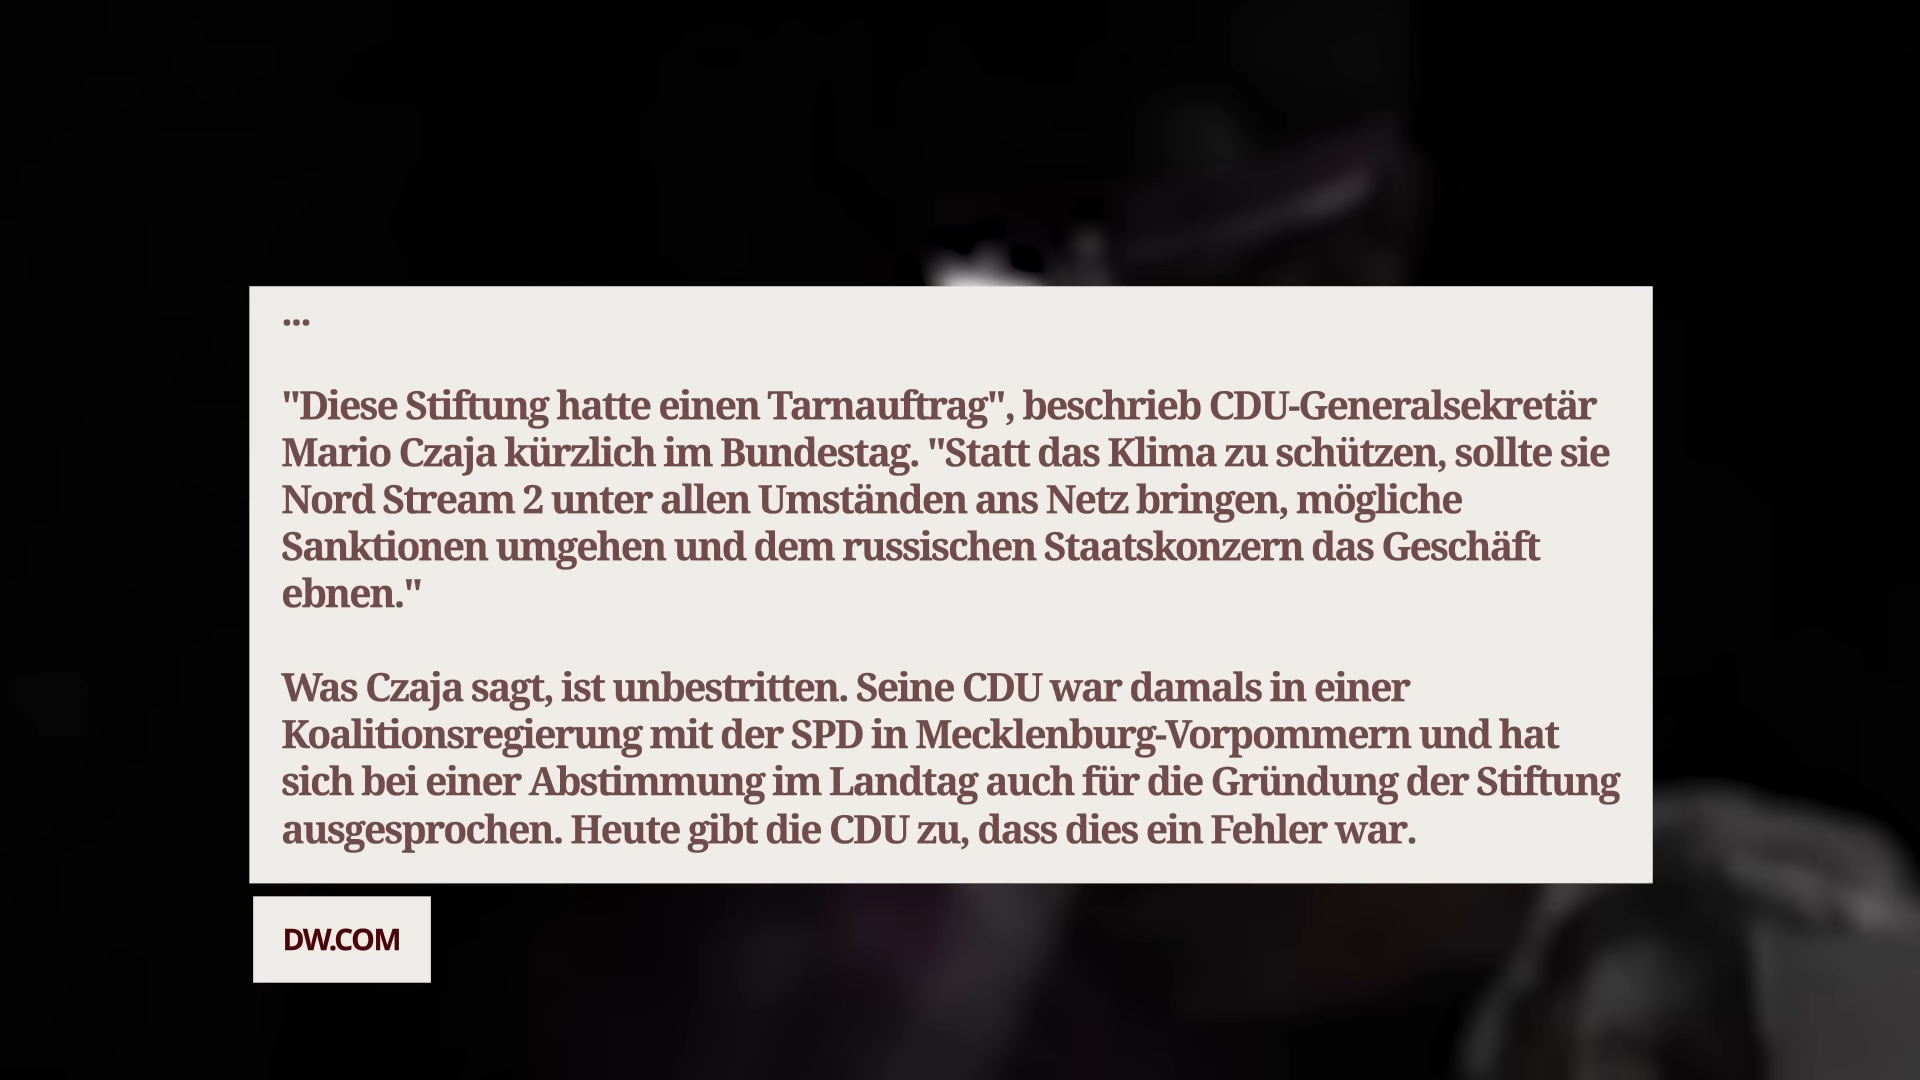 ...
"Diese Stiftung hatte einen Tarnauftrag", beschrieb CDU-Generalsekretär
Mario Czaja kürzlich im Bundestag. "Statt das Klima zu schützen, sollte sie
Nord Stream 2 unter allen Umständen ans Netz bringen, mögliche
Sanktionen umgehen und dem russischen Staatskonzern das Geschäft
ebnen."
Was Czaja sagt, ist unbestritten. Seine CDU war damals in einer
Koalitionsregierung mit der SPD in Mecklenburg-Vorpommern und hat
sich bei einer Abstimmung im Landtag auch für die Gründung der Stiftung
ausgesprochen. Heute gibt die CDU zu, dass dies ein Fehler war.
DW.COM